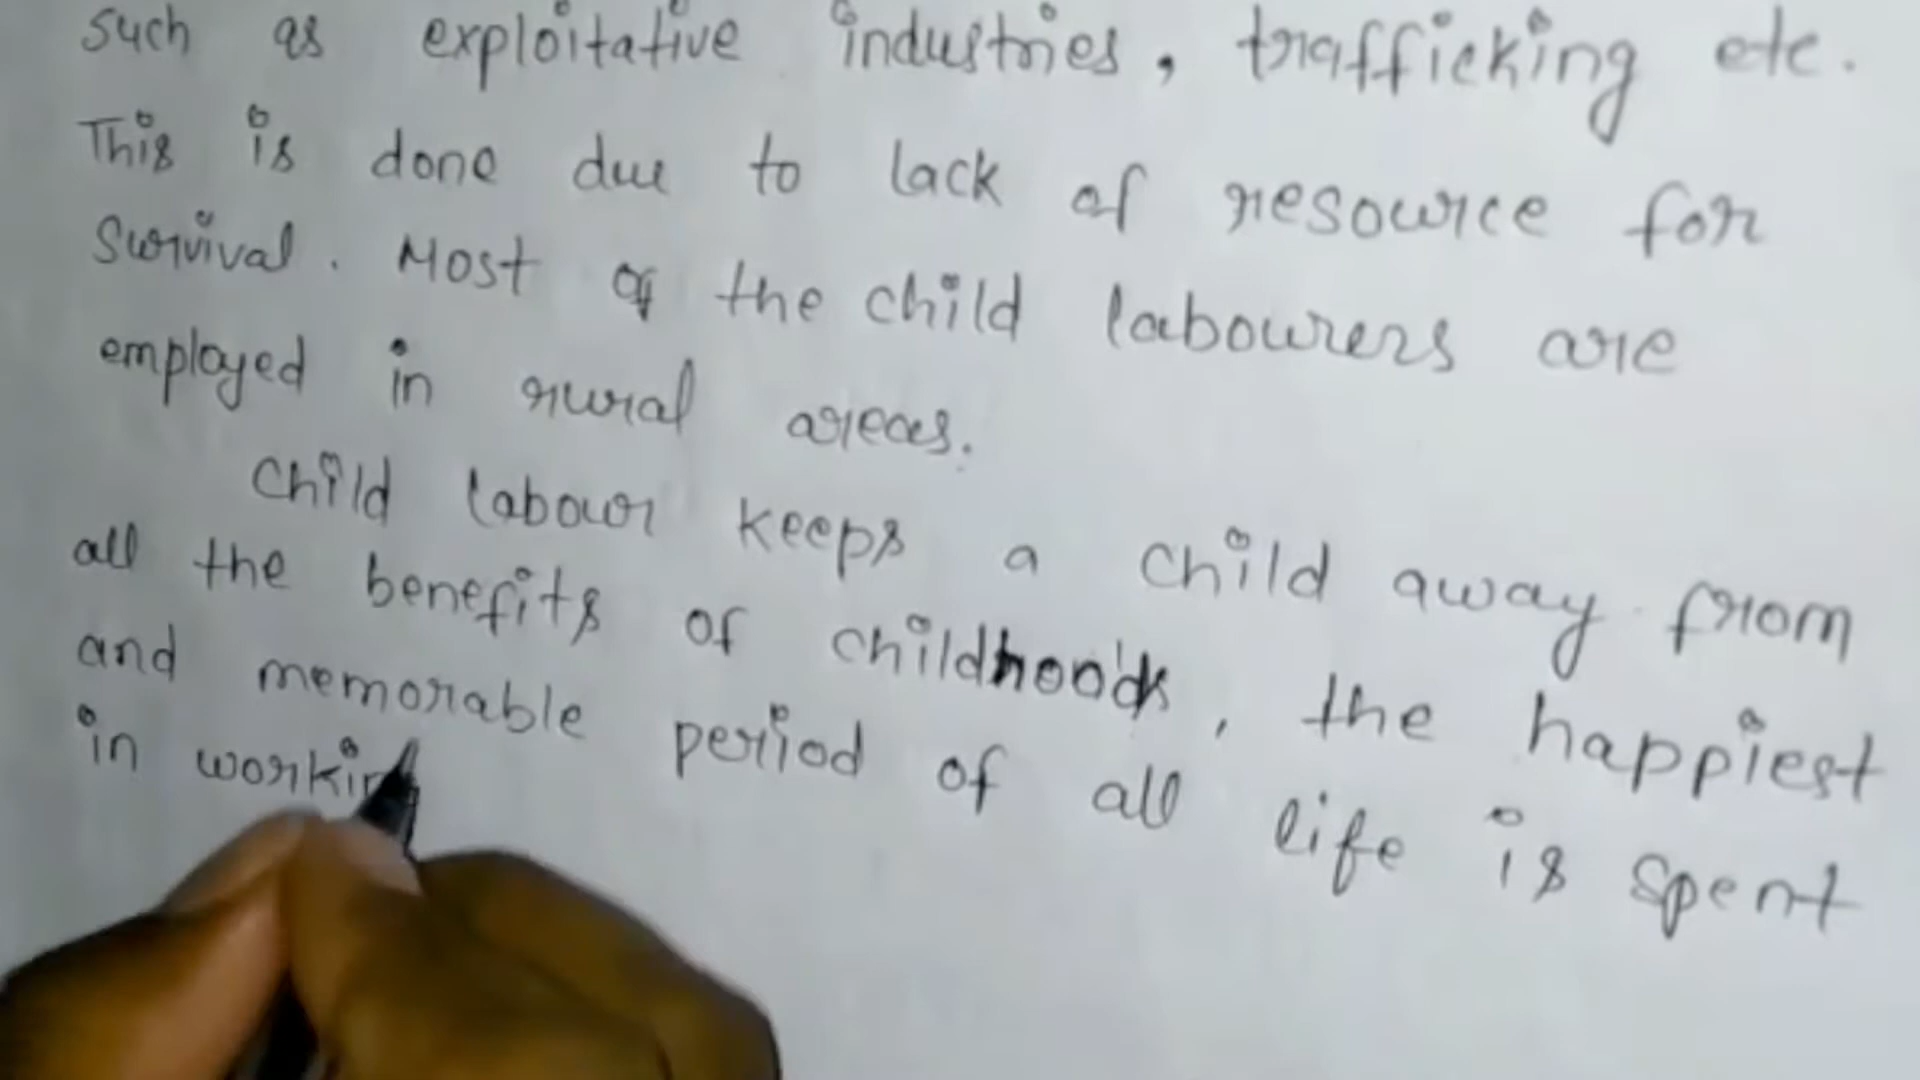 such as exploitative industries, trafficking etc.
This is done due to lack of resource for
survival. Most of the child labourers are
employed in rural areas.
Child labour keeps a child away from
all the benefits of childhoods, the happiest
and memorable period of all life is spent
in workin